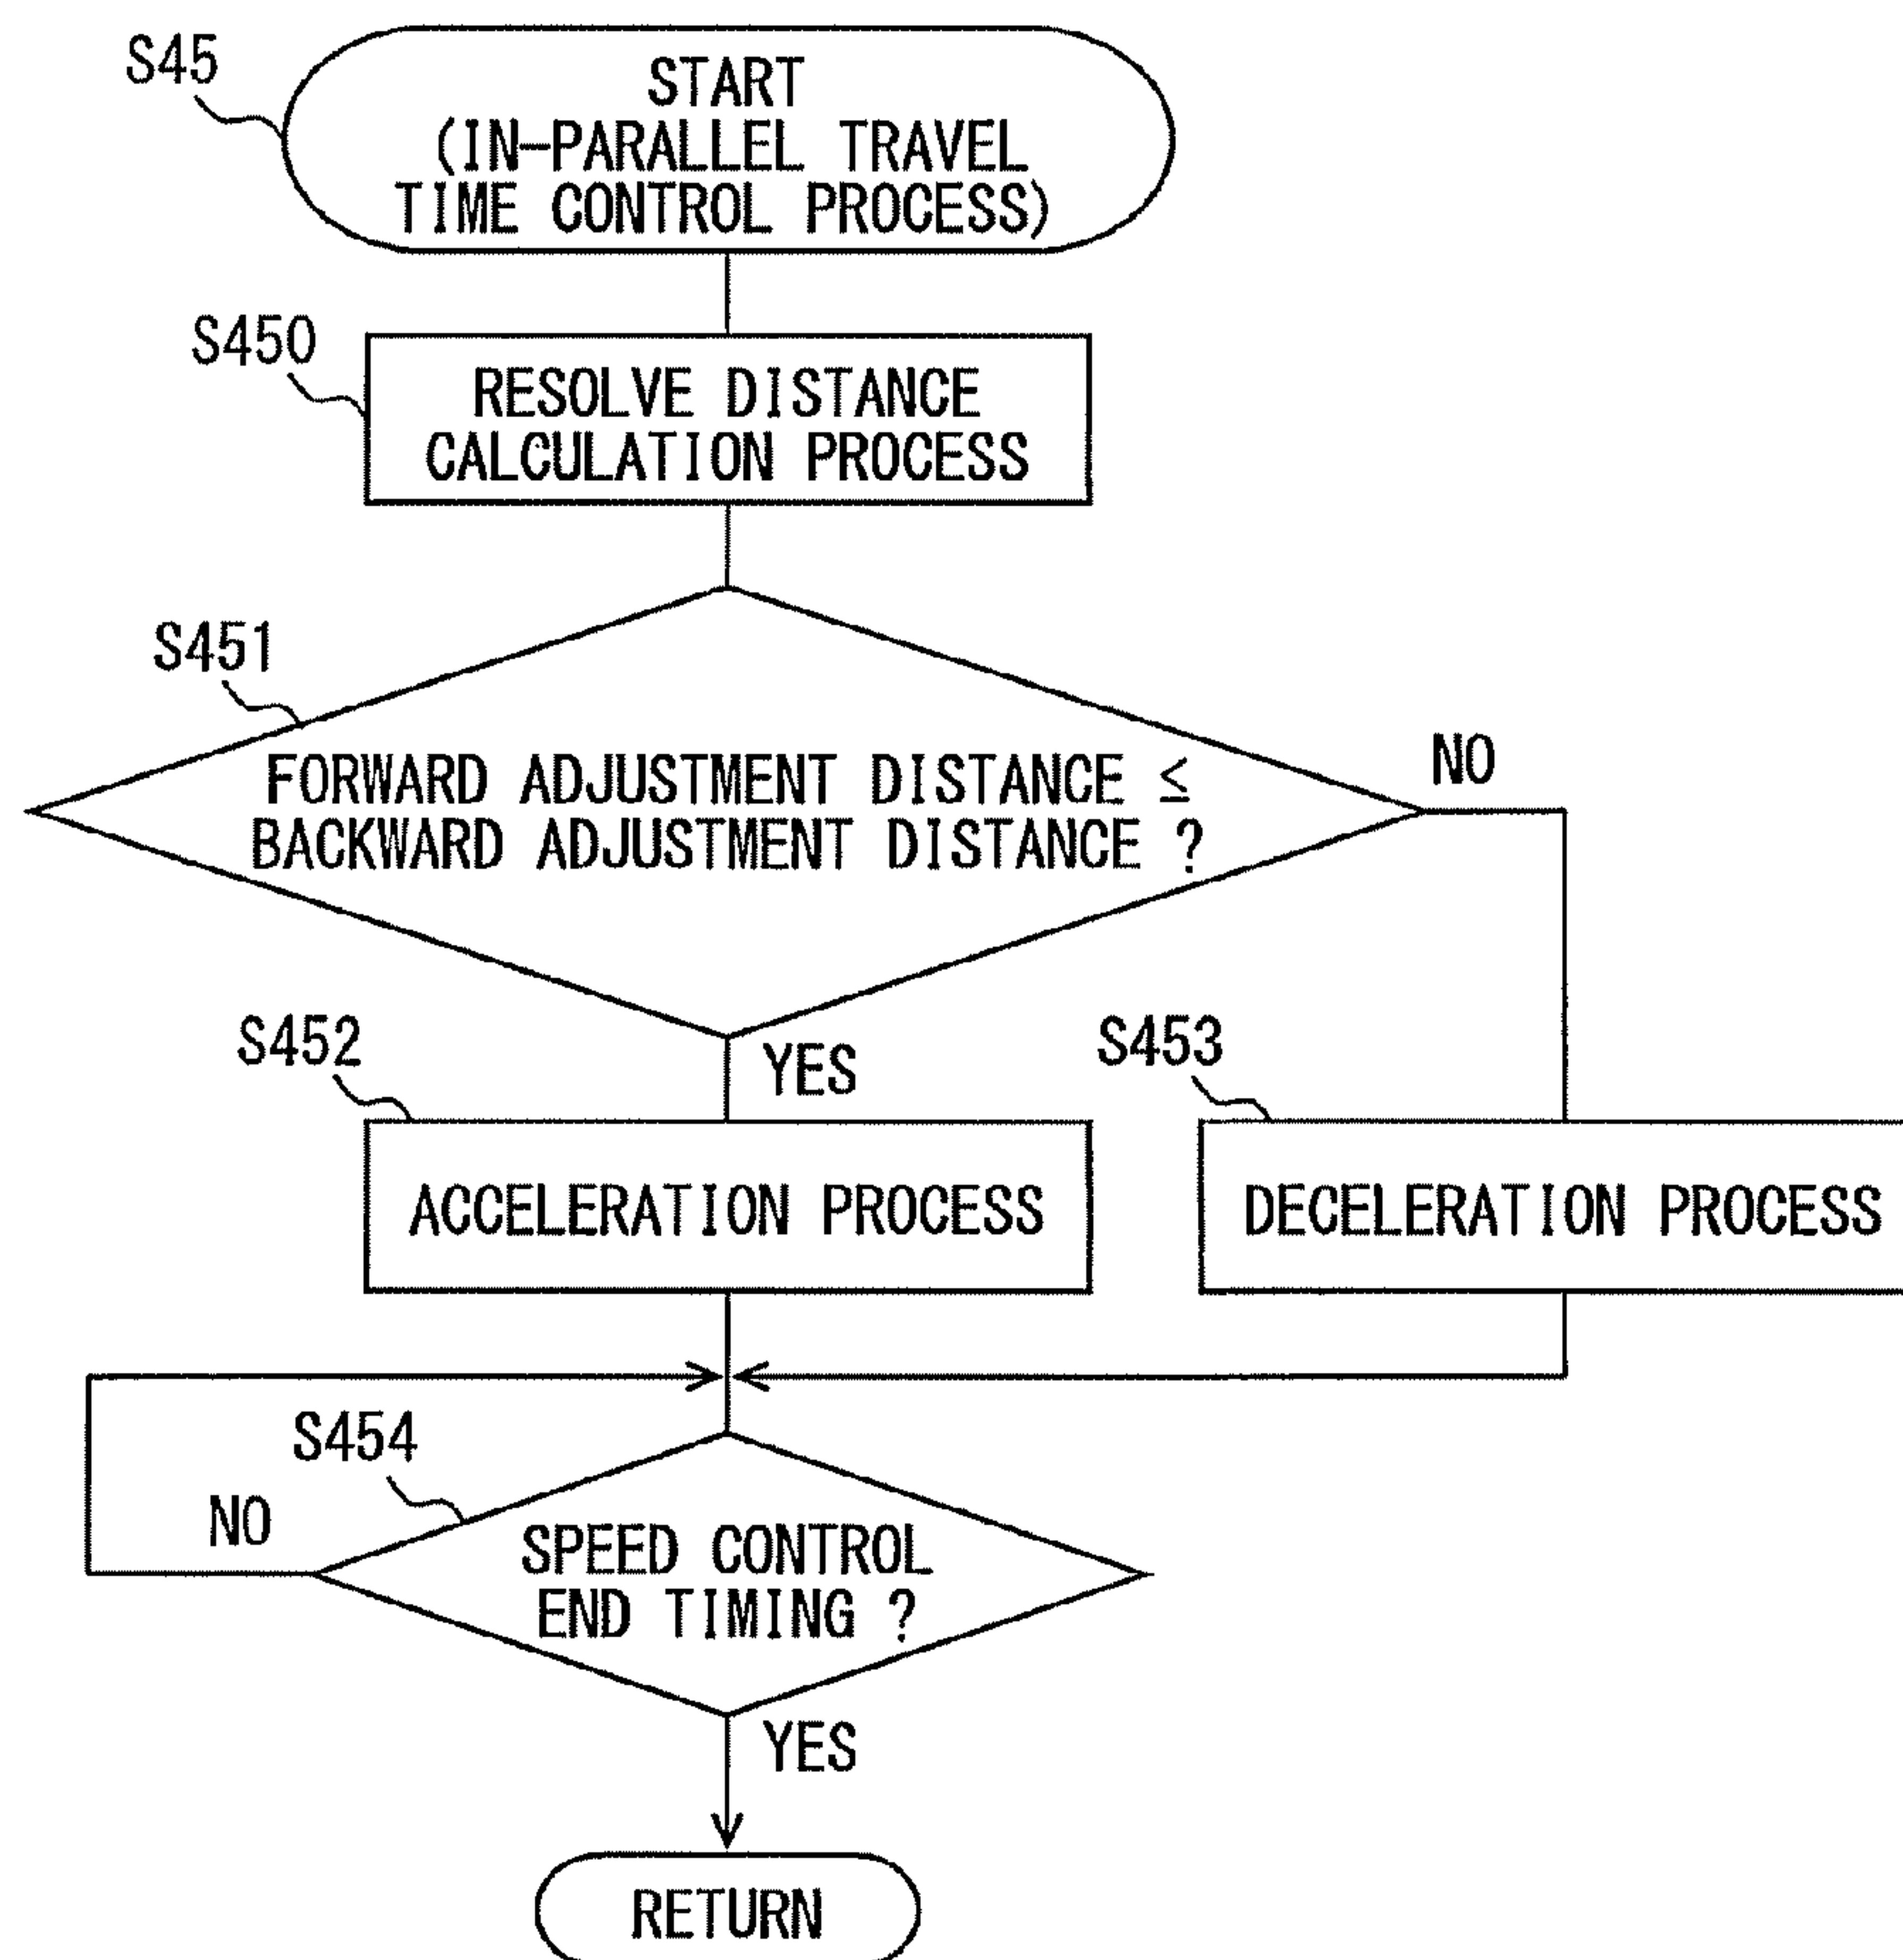 S45
START
(IN-PARALLEL TRAVEL
TIME CONTROL PROCESS)
S450
RESOLVE DISTANCE
CALCULATION PROCESS
S451
FORWARD ADJUSTMENT DISTANCE ≤
BACKWARD ADJUSTMENT DISTANCE ?
NO
YES
S452
ACCELERATION PROCESS
S453
DECELERATION PROCESS
S454
SPEED CONTROL
END TIMING ?
NO
YES
RETURN